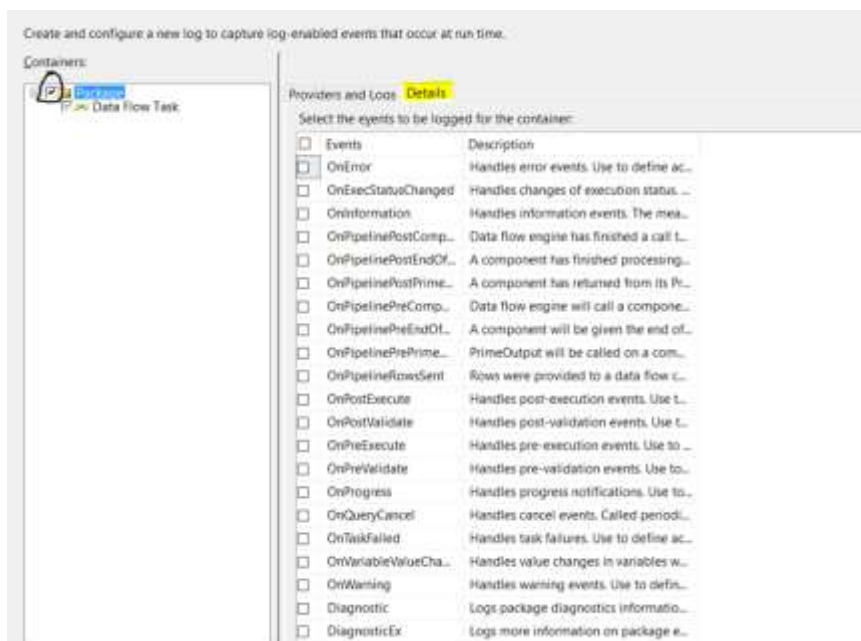 Create and configure a new log to capture log-enabled events that occur at run time.
Containers:
Package
Data Flow Task
Providers and Logs Details
Select the events to be logged for the container:
Events Description
OnError Handles error events. Use to define ac...
OnExecStatusChanged Handles changes of execution status. ...
OnInformation Handles information events. The mea...
OnPipelinePostComp... Data flow engine has finished a call t...
OnPipelinePostEndOf... A component has finished processing...
OnPipelinePostPrime... A component has returned from its Pr...
OnPipelinePreComp... Data flow engine will call a compone...
OnPipelinePreEndOf... A component will be given the end of...
OnPipelinePrePrime... PrimeOutput will be called on a com...
OnPipelineRowsSent Rows were provided to a data flow c...
OnPostExecute Handles post-execution events. Use t...
OnPostValidate Handles post-validation events. Use t...
OnPreExecute Handles pre-execution events. Use to ...
OnPreValidate Handles pre-validation events. Use to...
OnProgress Handles progress notifications. Use to...
OnQueryCancel Handles cancel events. Called periodi...
OnTaskFailed Handles task failures. Use to define ac...
OnVariableValueCha... Handles value changes in variables w...
OnWarning Handles warning events. Use to defin...
Diagnostic Logs package diagnostics informatio...
DiagnosticEx Logs more information on package e...